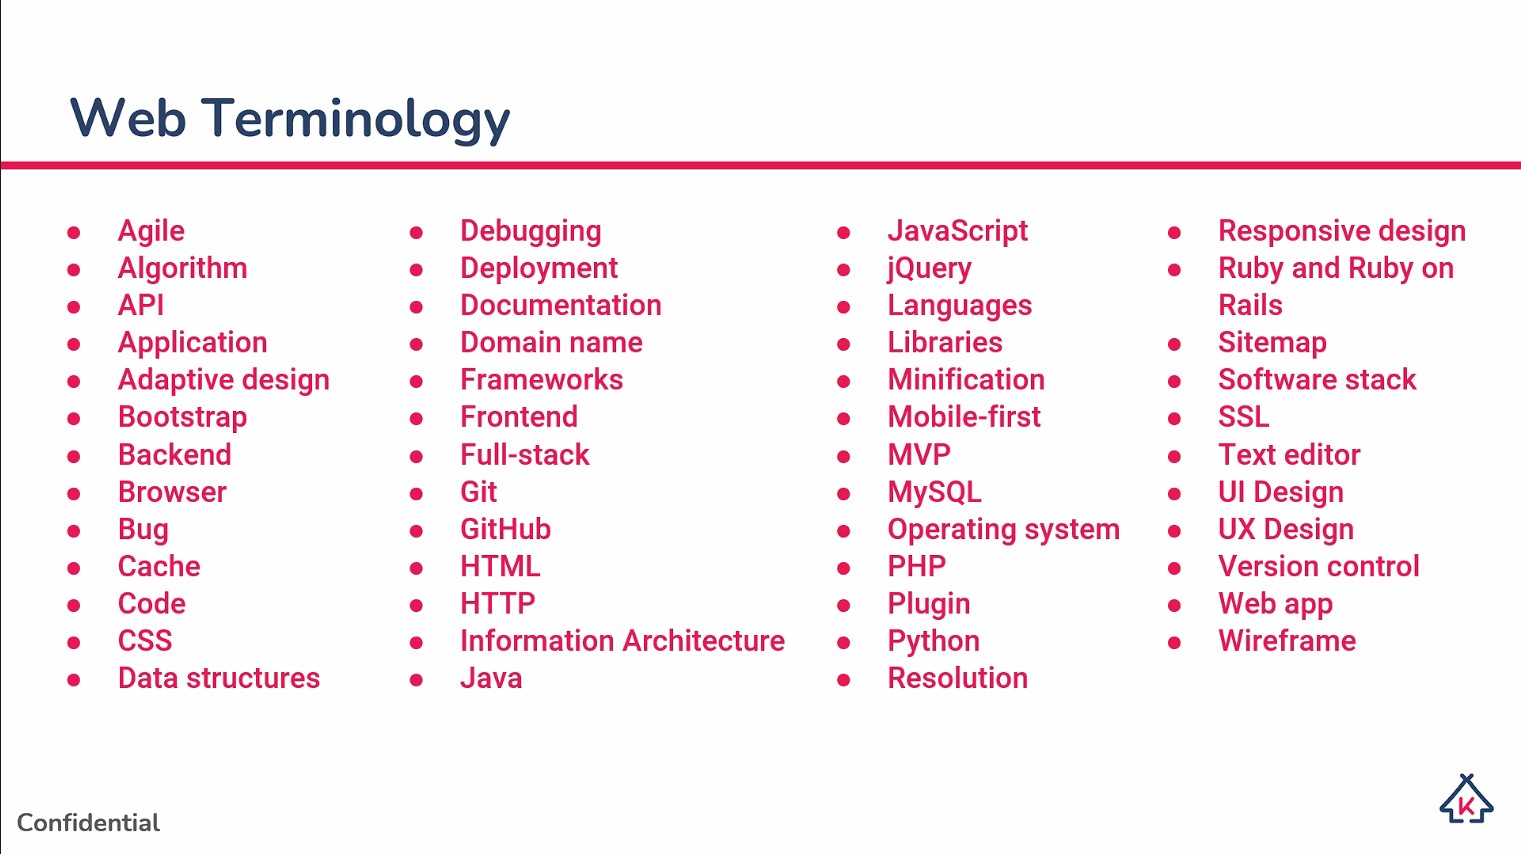 Web Terminology
● Agile
● Algorithm
● API
● Application
● Adaptive design
● Bootstrap
● Backend
● Browser
● Bug
● Cache
● Code
● CSS
● Data structures
● Debugging
● Deployment
● Documentation
● Domain name
● Frameworks
● Frontend
● Full-stack
● Git
● GitHub
● HTML
● HTTP
● Information Architecture
● Java
● JavaScript
● jQuery
● Languages
● Libraries
● Minification
● Mobile-first
● MVP
● MySQL
● Operating system
● PHP
● Plugin
● Python
● Resolution
● Responsive design
● Ruby and Ruby on
Rails
● Sitemap
● Software stack
● SSL
● Text editor
● UI Design
● UX Design
● Version control
● Web app
● Wireframe
Confidential
K